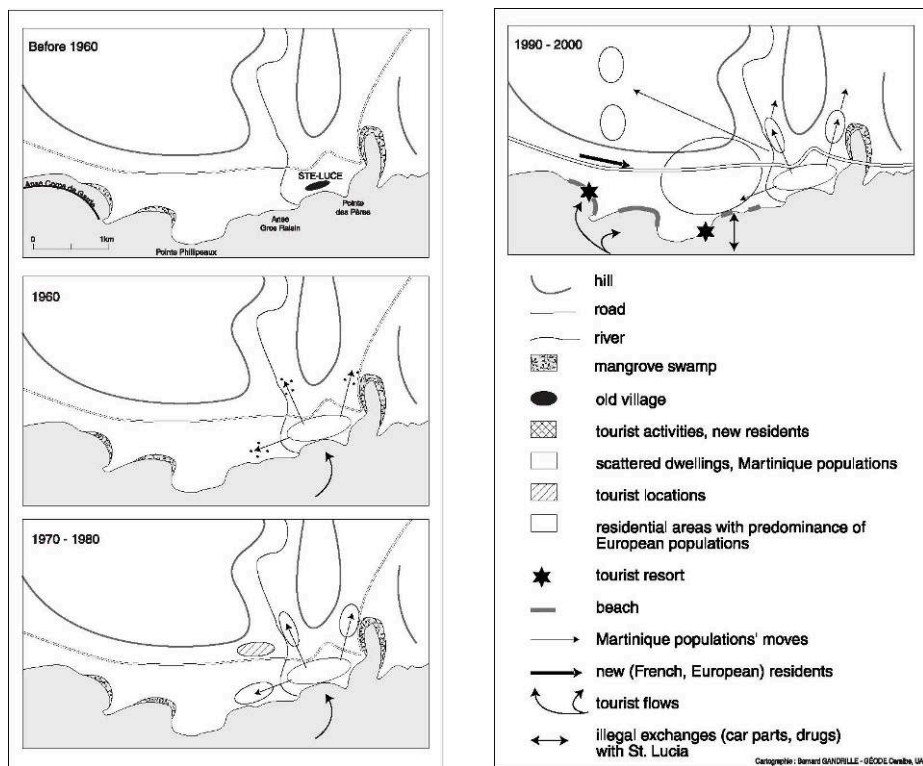 Before 1960
STE-LUCE
Anse Corps de Garde
Pointe
des Pères
Anse
Gros Raisin
0 1km
Pointe Philipeaux
1960
1970 - 1980
1990 - 2000
hill
road
river
mangrove swamp
old village
tourist activities, new residents
scattered dwellings, Martinique populations
tourist locations
residential areas with predominance of
European populations
tourist resort
beach
Martinique populations' moves
new (French, European) residents
tourist flows
illegal exchanges (car parts, drugs)
with St. Lucia
Cartographie : Bernard GANDRILLE - GÉODE Caraïbe,